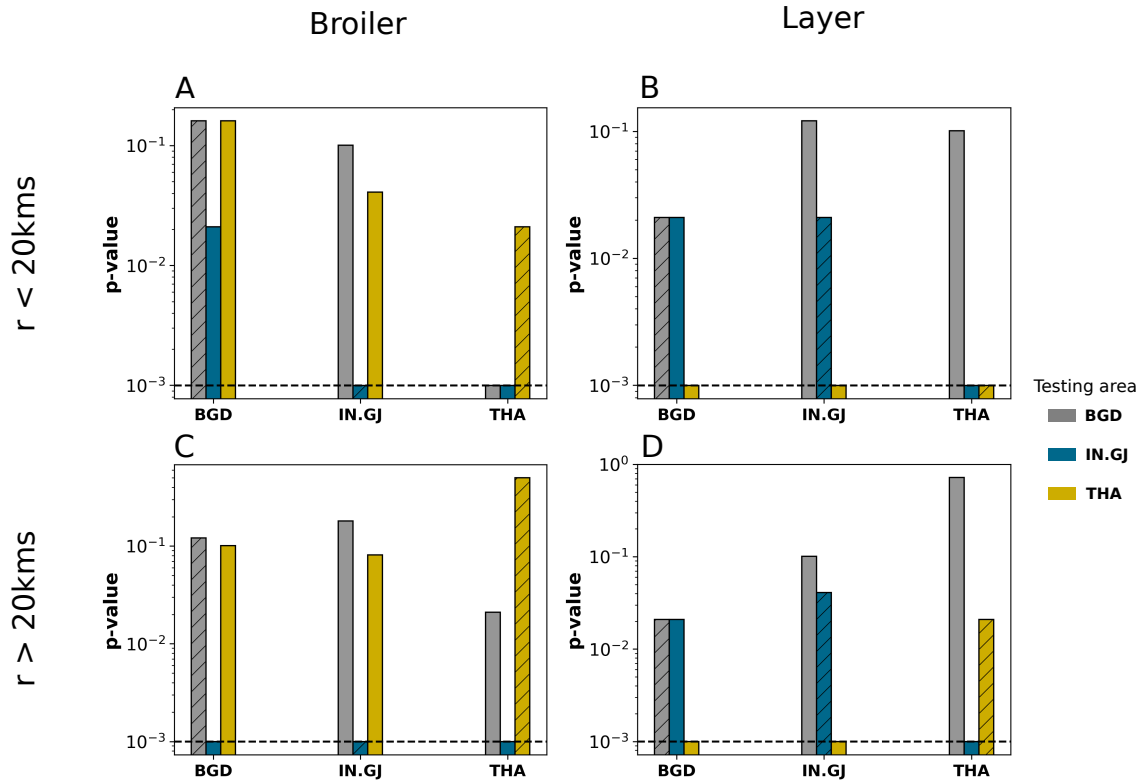 Broiler
Layer
r < 20kms
A
p-value
10⁻¹
10⁻²
10⁻³
BGD
IN.GJ
THA
B
p-value
10⁻¹
10⁻²
10⁻³
BGD
IN.GJ
THA
Testing area
BGD
IN.GJ
THA
r > 20kms
C
p-value
10⁻¹
10⁻²
10⁻³
BGD
IN.GJ
THA
D
p-value
10⁰
10⁻¹
10⁻²
10⁻³
BGD
IN.GJ
THA